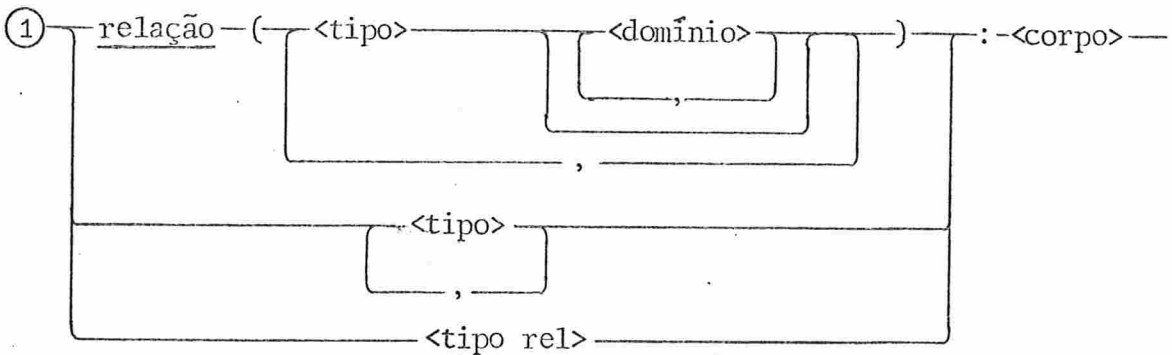 1 relação ( <tipo> <domínio> ) : <corpo>
,
,
<tipo>
,
<tipo rel>